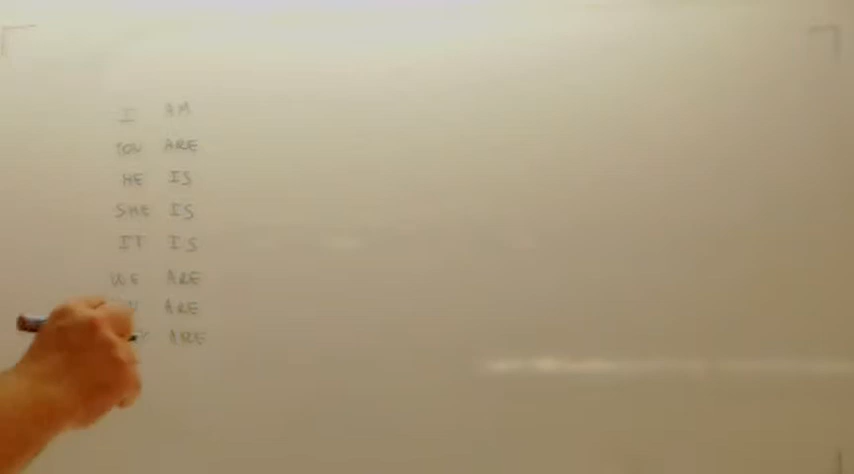 I AM
YOU ARE
HE IS
SHE IS
IT IS
WE ARE
ARE
ARE